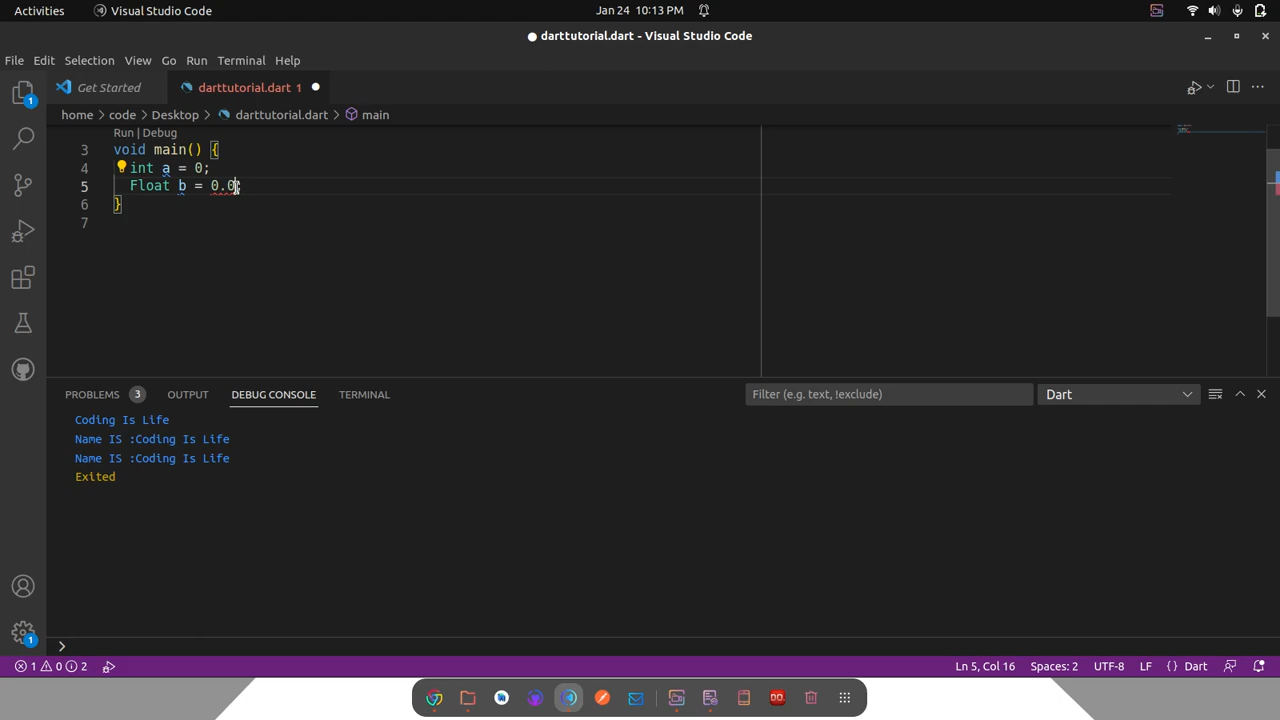 Activities Visual Studio Code Jan 24 10:13 PM
darttutorial.dart - Visual Studio Code
File Edit Selection View Go Run Terminal Help
Get Started darttutorial.dart 1
home > code > Desktop > darttutorial.dart > main
Run | Debug
3 void main() {
4 int a = 0;
5 Float b = 0.0;
6 }
7
PROBLEMS 3 OUTPUT DEBUG CONSOLE TERMINAL Filter (e.g. text, !exclude) Dart
Coding Is Life
Name IS :Coding Is Life
Name IS :Coding Is Life
Exited
1
1
1 0 2 Ln 5, Col 16 Spaces: 2 UTF-8 LF {} Dart